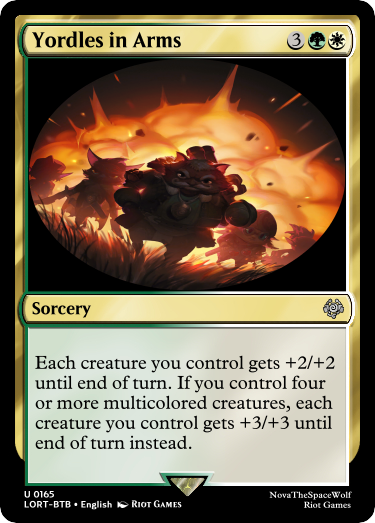 Yordles in Arms 3
Sorcery
Each creature you control gets +2/+2
until end of turn. If you control four
or more multicolored creatures, each
creature you control gets +3/+3 until
end of turn instead.
U 0165
LORT-BTB • English RIOT GAMES
NovaTheSpaceWolf
Riot Games